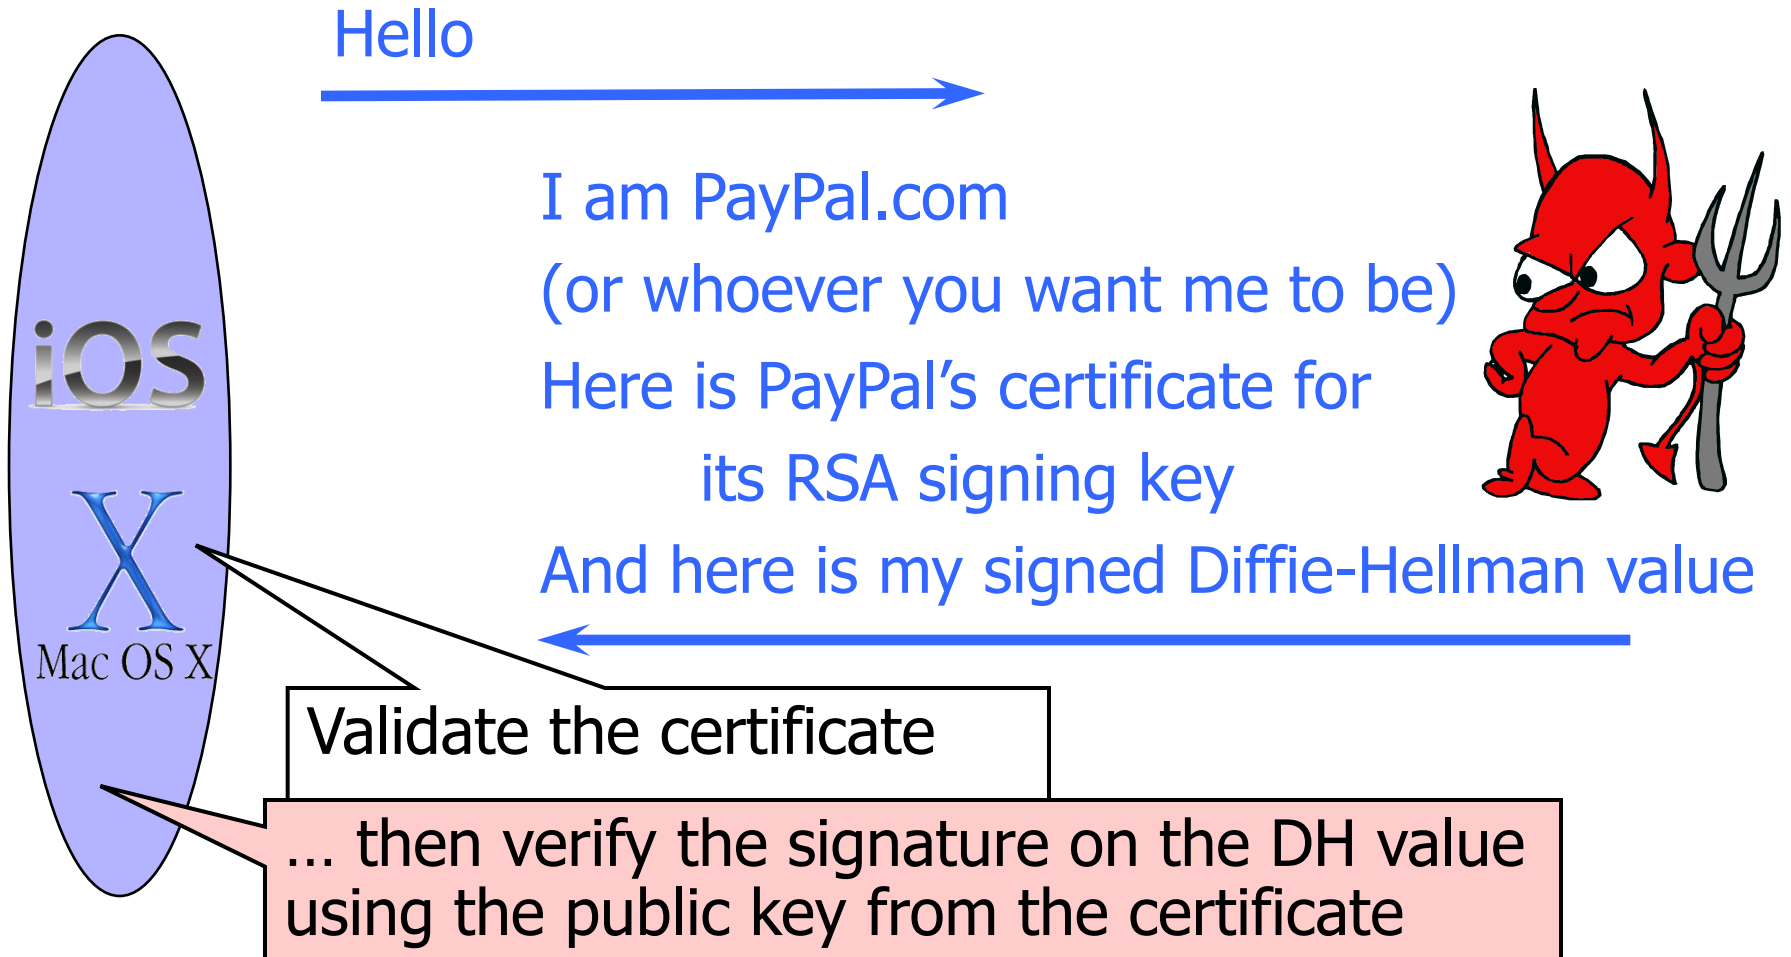 Hello
I am PayPal.com
(or whoever you want me to be)
Here is PayPal’s certificate for
its RSA signing key
And here is my signed Diffie-Hellman value
iOS
X
Mac OS X
Validate the certificate
… then verify the signature on the DH value
using the public key from the certificate